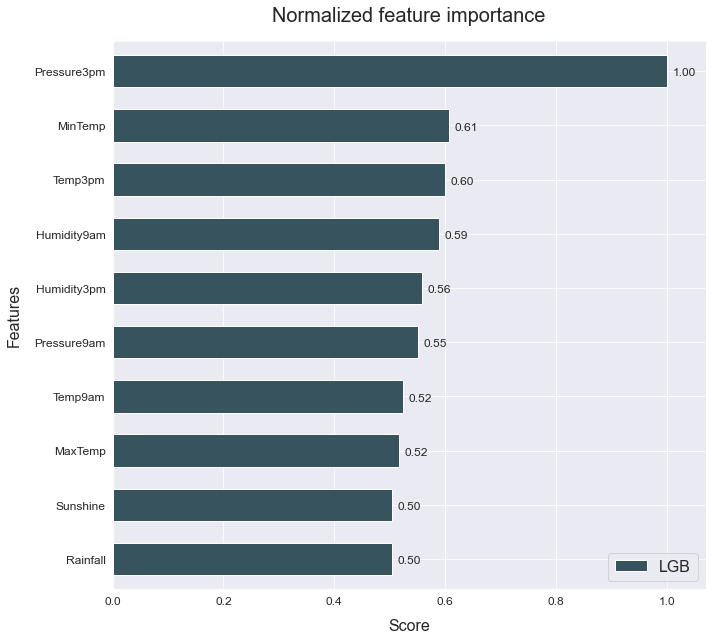 Normalized feature importance
Features
Pressure3pm 1.00
MinTemp 0.61
Temp3pm 0.60
Humidity9am 0.59
Humidity3pm 0.56
Pressure9am 0.55
Temp9am 0.52
MaxTemp 0.52
Sunshine 0.50
Rainfall 0.50
LGB
0.0 0.2 0.4 0.6 0.8 1.0
Score